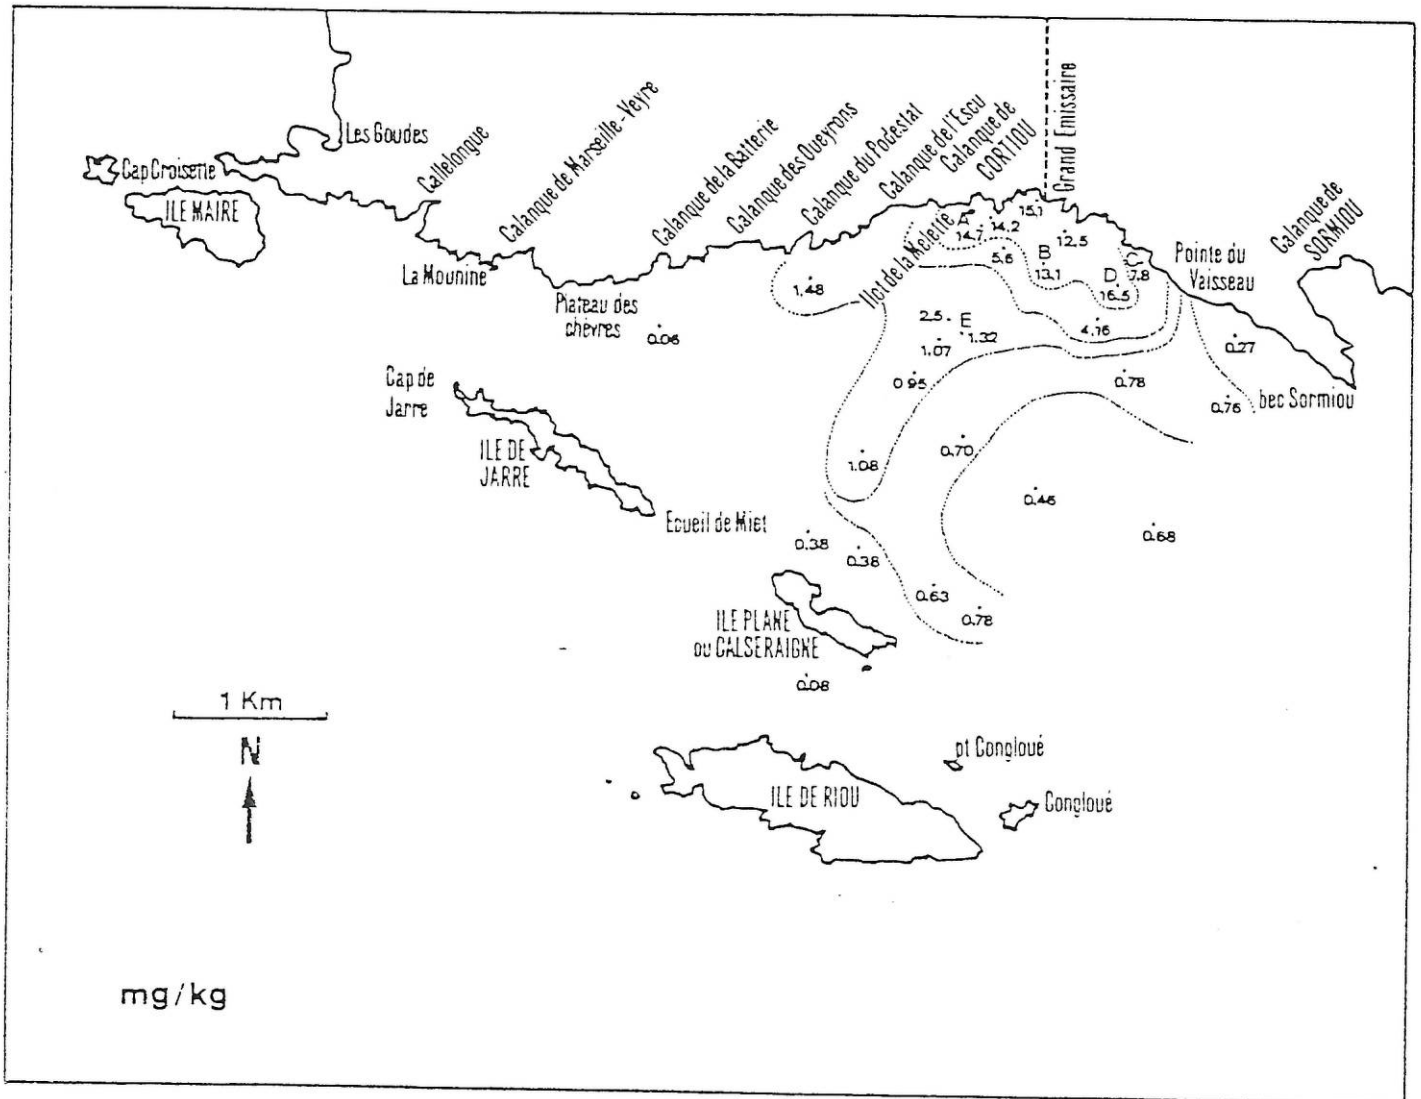 Grand Emissaire
Les Goudes
Cap Croisette
ILE MAIRE
Callelongue
Calanque de Marseille-Veyre
Calanque de la Batterie
Calanque des Queyrons
Calanque du Podestat
Calanque de l'Escu
Calanque de
CORTIOU
Calanque de
SORMIOU
La Mounine
Plateau des
chèvres
Ilot de la Melette
Pointe du
Vaisseau
bec Sormiou
15.1
A
14.7
14.2
12.5
5.6
B
13.1
C
7.8
D
16.5
1.48
2.5
E
1.32
4.16
0.06
1.07
0.27
0.95
0.78
0.76
Cap de
Jarre
ILE DE
JARRE
1.08
0.70
0.46
0.68
Ecueil de Miet
0.38
0.38
0.63
0.78
ILE PLANE
ou CALSERAIGNE
0.08
1 Km
N
pt Congloué
Congloué
ILE DE RIOU
mg/kg